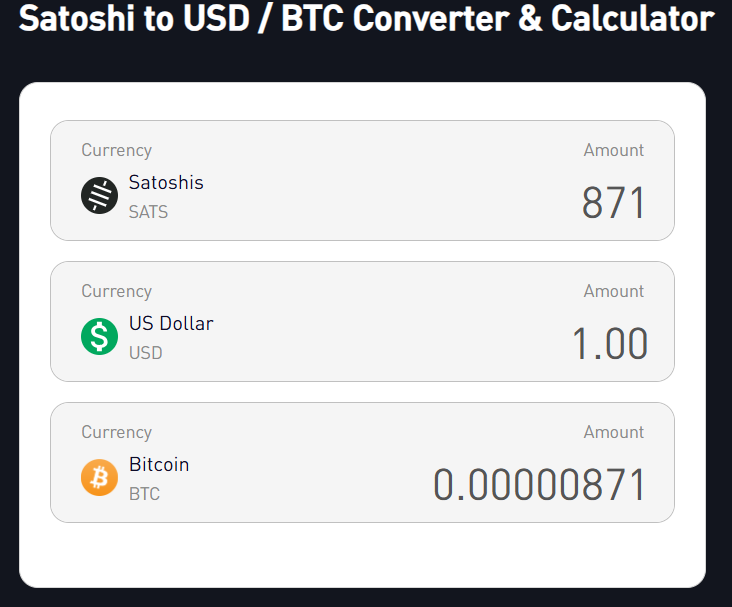 Satoshi to USD / BTC Converter & Calculator
Currency Amount
Satoshis
SATS
871
Currency Amount
US Dollar
USD
1.00
Currency Amount
Bitcoin
BTC
0.00000871